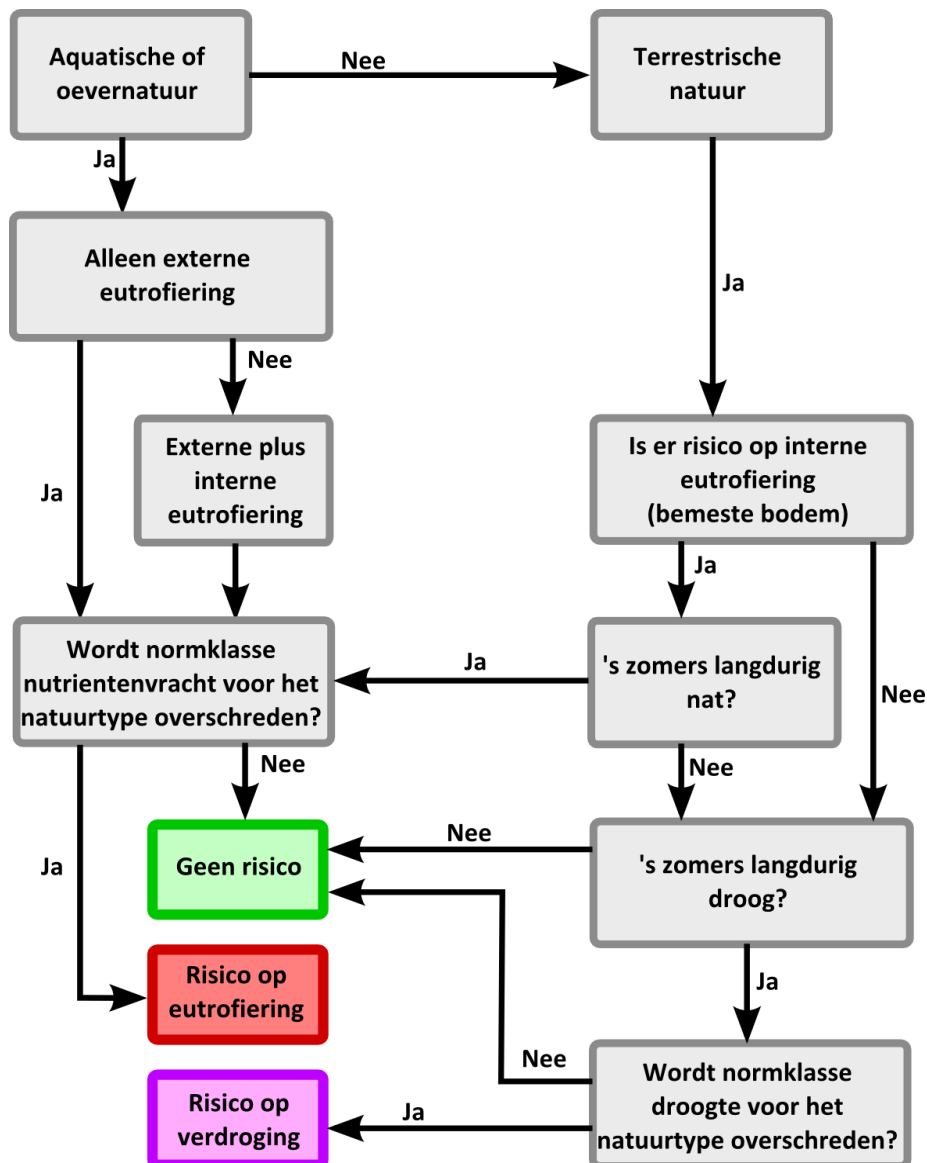 Aquatische of
oevernatuur
Nee
Terrestrische
natuur
Ja
Alleen externe
eutrofiering
Ja
Nee
Ja
Externe plus
interne
eutrofiering
Is er risico op interne
eutrofiering
(bemeste bodem)
Ja
Nee
Wordt normklasse
nutrientenvracht voor het
natuurtype overschreden?
Ja
's zomers langdurig
nat?
Nee
Nee
Ja
Geen risico
Nee
's zomers langdurig
droog?
Risico op
eutrofiering
Ja
Nee
Risico op
verdroging
Ja
Wordt normklasse
droogte voor het
natuurtype overschreden?